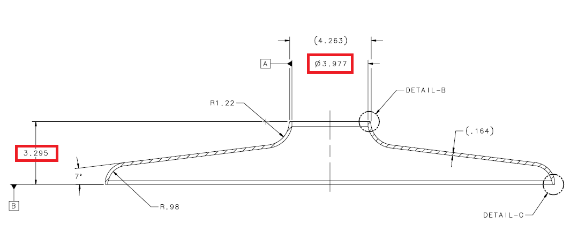 (4.263)
A
Ø3.977
DETAIL-B
R1.22
(.164)
3.295
7°
R.98
B
DETAIL-C